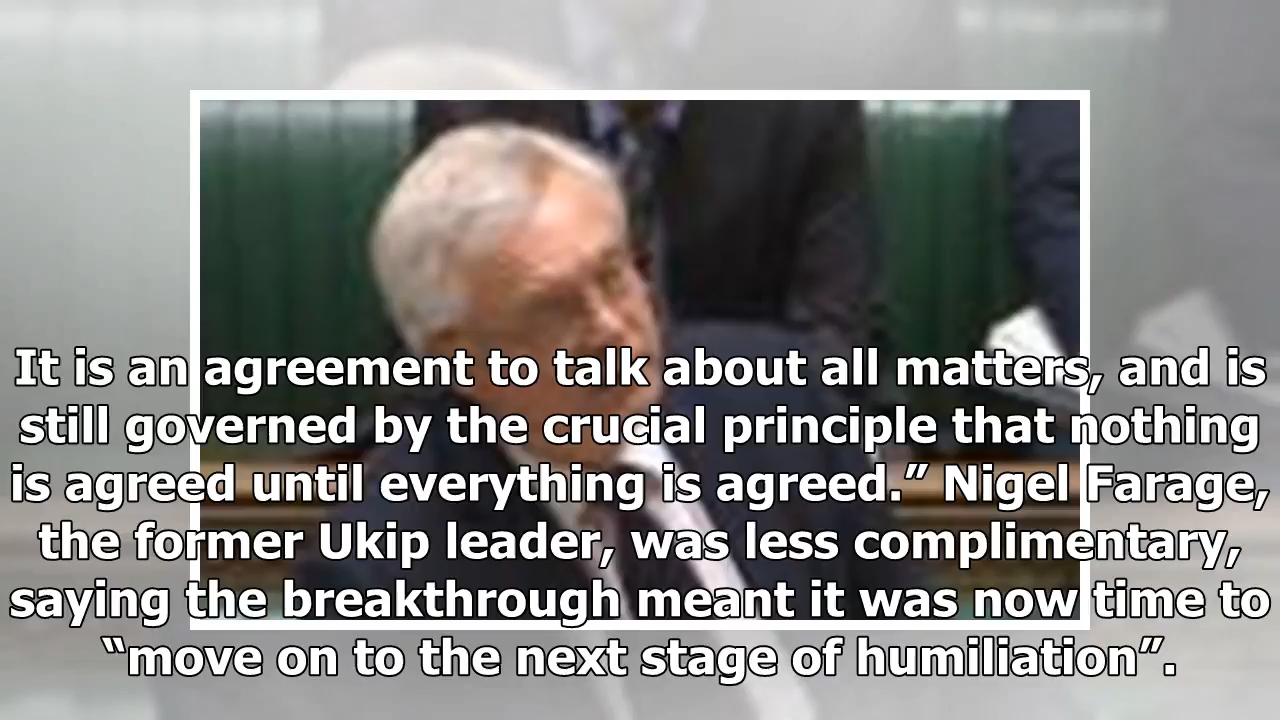 It is an agreement to talk about all matters, and is
still governed by the crucial principle that nothing
is agreed until everything is agreed.” Nigel Farage,
the former Ukip leader, was less complimentary,
saying the breakthrough meant it was now time to
“move on to the next stage of humiliation”.